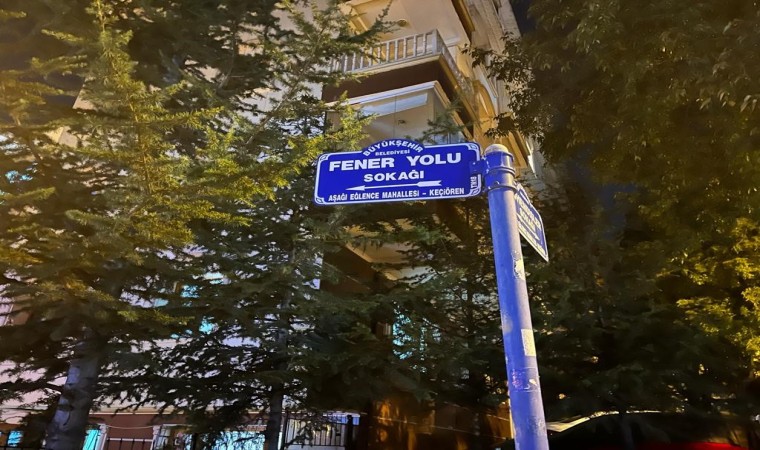 BÜYÜKŞEHİR
BELEDİYESİ
FENER YOLU
SOKAĞI
AŞAĞI EĞLENCE MAHALLESİ - KEÇİÖREN